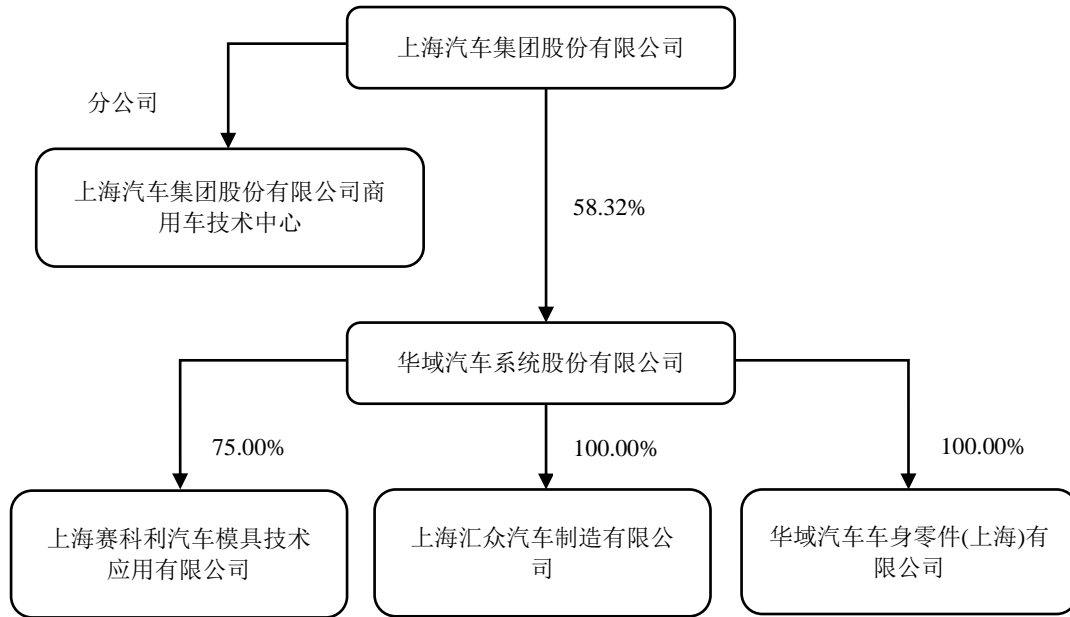 上海汽车集团股份有限公司
分公司
上海汽车集团股份有限公司商
用车技术中心
58.32%
华域汽车系统股份有限公司
75.00%
100.00%
100.00%
上海赛科利汽车模具技术
应用有限公司
上海汇众汽车制造有限公
司
华域汽车车身零件(上海)有
限公司